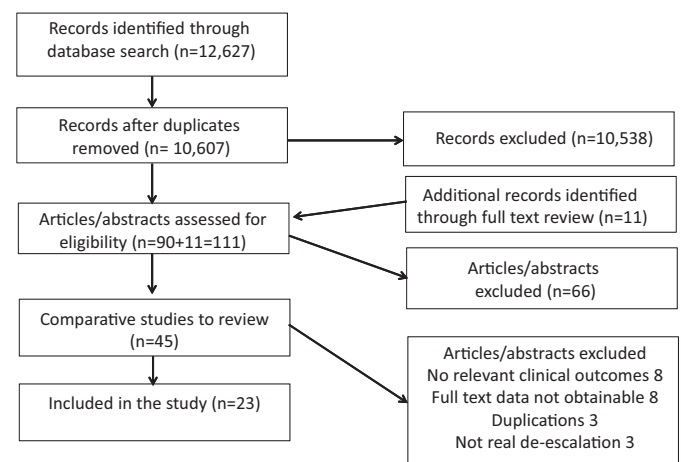 Records identified through
database search (n=12,627)
Records after duplicates
removed (n= 10,607)
Records excluded (n=10,538)
Additional records identified
through full text review (n=11)
Articles/abstracts assessed for
eligibility (n=90+11=111)
Articles/abstracts
excluded (n=66)
Comparative studies to review
(n=45)
Articles/abstracts excluded
No relevant clinical outcomes 8
Full text data not obtainable 8
Duplications 3
Not real de-escalation 3
Included in the study (n=23)